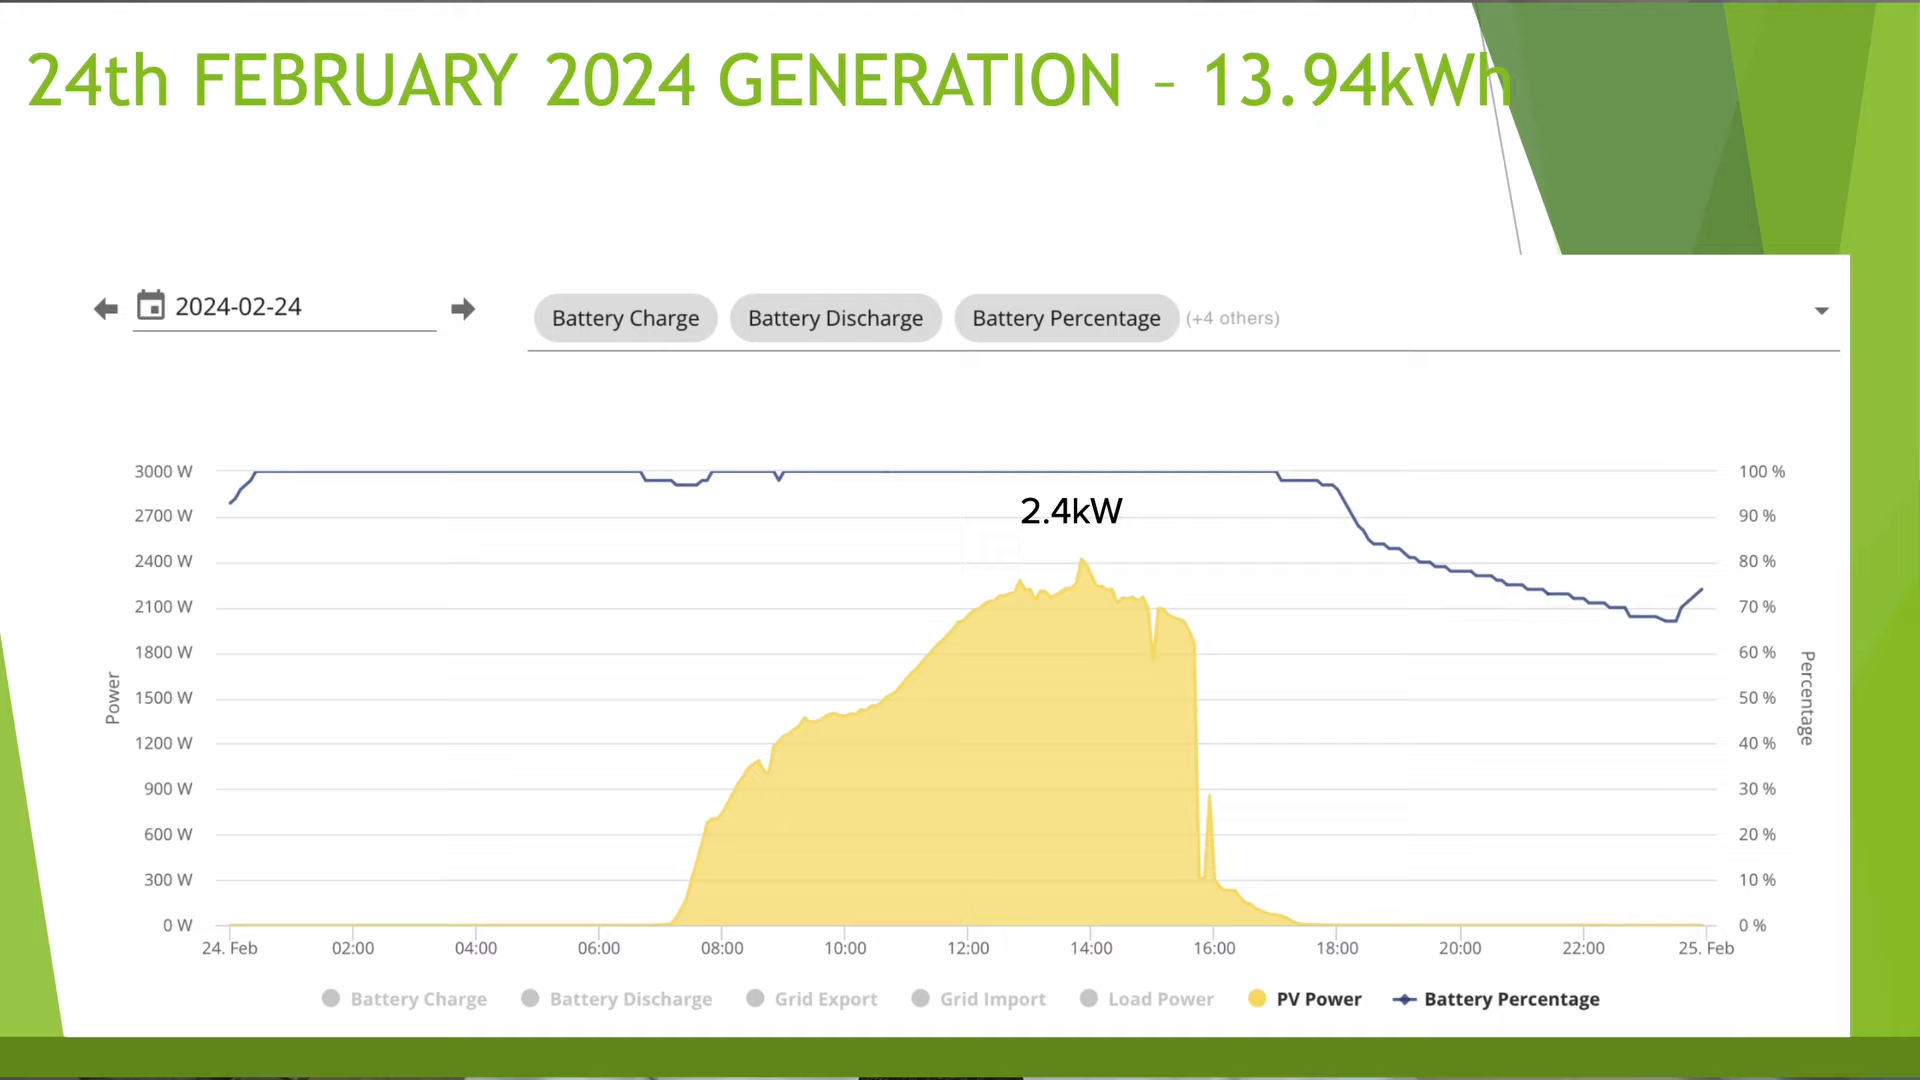 24th FEBRUARY 2024 GENERATION – 13.94kWh
2024-02-24
Battery Charge Battery Discharge Battery Percentage (+4 others)
3000 W 100 %
2.4kW
2700 W 90 %
2400 W 80 %
2100 W 70 %
1800 W 60 %
1500 W 50 %
1200 W 40 %
900 W 30 %
600 W 20 %
300 W 10 %
0 W 0 %
Power
Percentage
24. Feb 02:00 04:00 06:00 08:00 10:00 12:00 14:00 16:00 18:00 20:00 22:00 25. Feb
Battery Charge Battery Discharge Grid Export Grid Import Load Power PV Power Battery Percentage